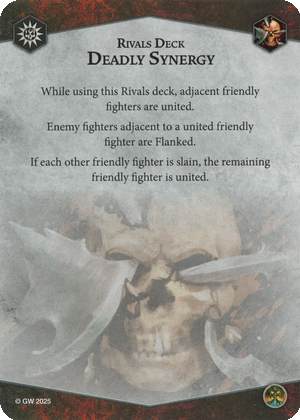 Rivals Deck
Deadly Synergy
While using this Rivals deck, adjacent friendly
fighters are united.
Enemy fighters adjacent to a united friendly
fighter are Flanked.
If each other friendly fighter is slain, the remaining
friendly fighter is united.
© GW 2025